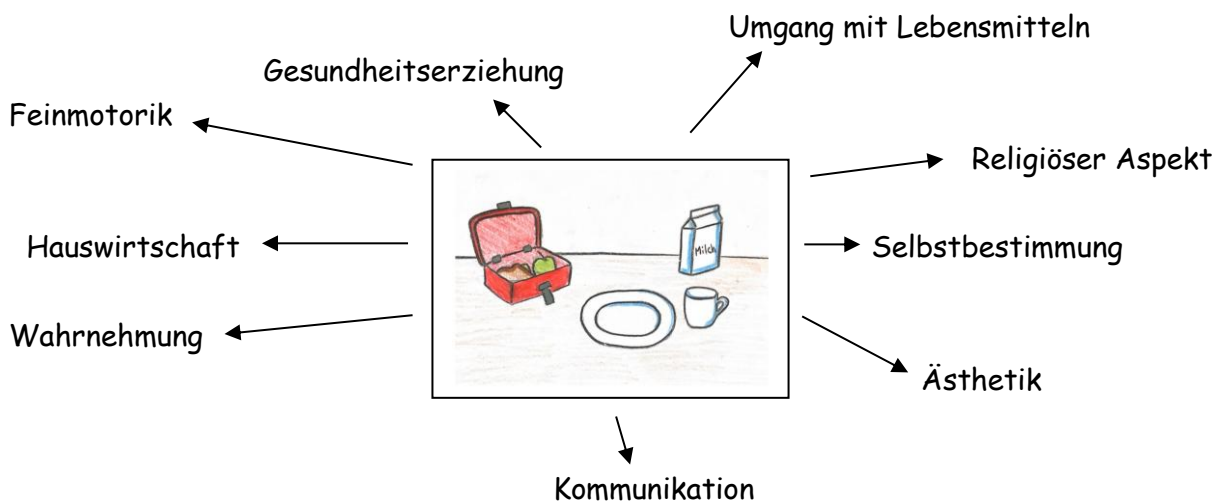 Umgang mit Lebensmitteln
Gesundheitserziehung
Feinmotorik
Religiöser Aspekt
Hauswirtschaft
Selbstbestimmung
Milch
Wahrnehmung
Ästhetik
Kommunikation